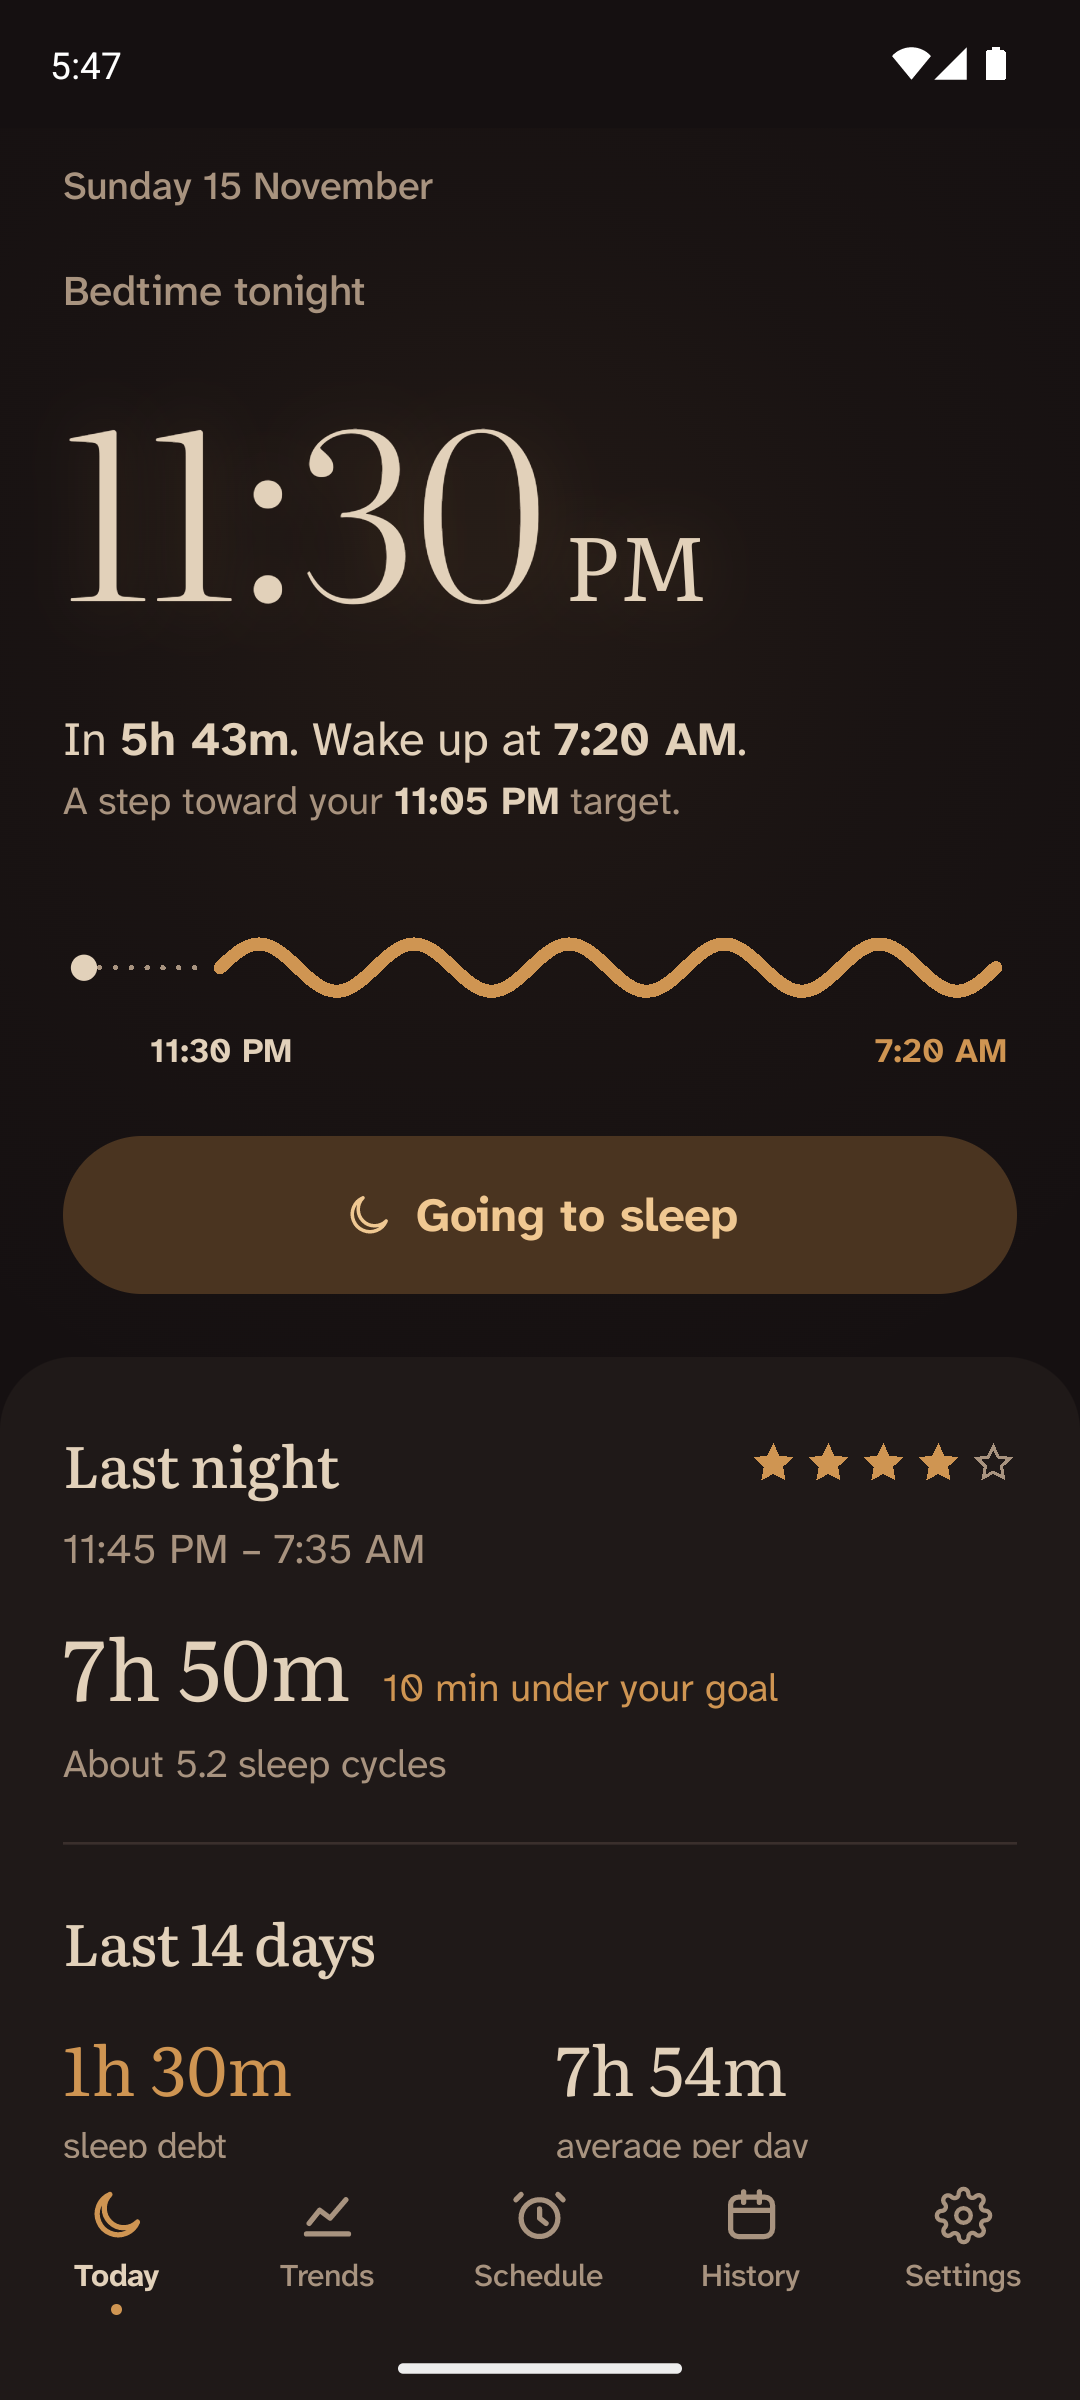 5:47
Sunday 15 November
Bedtime tonight
11:30 PM
In 5h 43m. Wake up at 7:20 AM.
A step toward your 11:05 PM target.
11:30 PM
7:20 AM
Going to sleep
Last night
11:45 PM – 7:35 AM
7h 50m 10 min under your goal
About 5.2 sleep cycles
Last 14 days
1h 30m
7h 54m
sleep debt
average per day
Today
Trends
Schedule
History
Settings